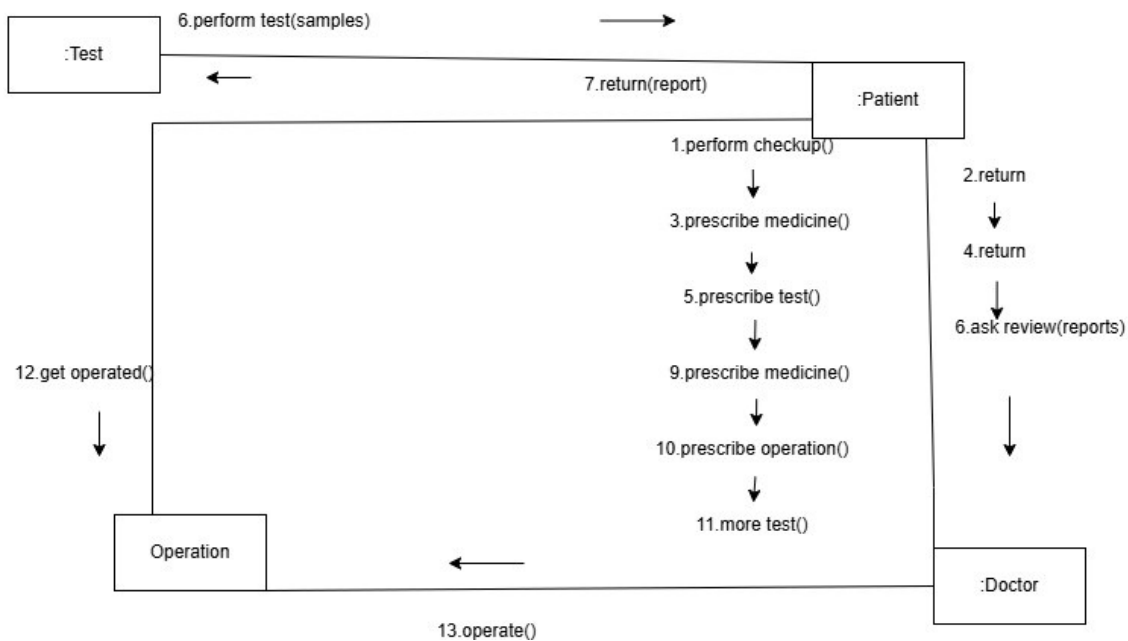 6.perform test(samples)
:Test
7.return(report)
:Patient
1.perform checkup()
2.return
3.prescribe medicine()
4.return
5.prescribe test()
6.ask review(reports)
12.get operated()
9.prescribe medicine()
10.prescribe operation()
11.more test()
Operation
:Doctor
13.operate()